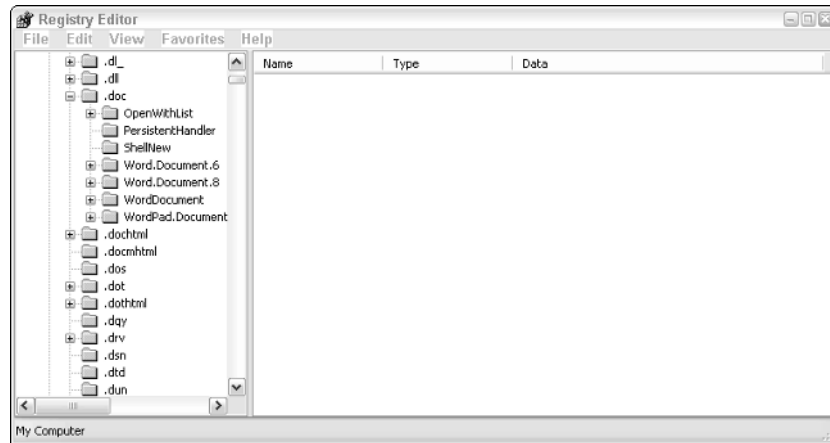 Registry Editor
File Edit View Favorites Help
Name Type Data
.dl_
.dll
.doc
OpenWithList
PersistentHandler
ShellNew
Word.Document.6
Word.Document.8
WordDocument
WordPad.Document
.dochtml
.docmhtml
.dos
.dot
.dothtml
.dqy
.drv
.dsn
.dtd
.dun
My Computer